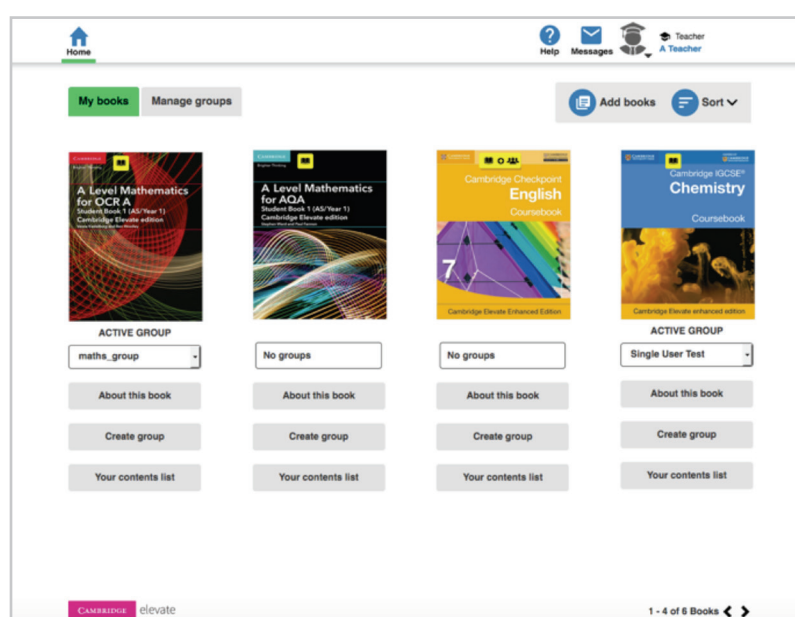 Home
Help
Messages
Teacher
A Teacher
My books
Manage groups
Add books
Sort
CAMBRIDGE
A Level Mathematics
for OCR A
Student Book 1 (AS/Year 1)
Cambridge Elevate edition
A Level Mathematics
for AQA
Student Book 1 (AS/Year 1)
Cambridge Elevate edition
Stephen Ward and Paul Fannon
Cambridge Checkpoint
English
Coursebook
7
Cambridge Elevate Enhanced Edition
Cambridge IGCSE®
Chemistry
Coursebook
Cambridge Elevate enhanced edition
ACTIVE GROUP
maths_group
No groups
No groups
ACTIVE GROUP
Single User Test
About this book
About this book
About this book
About this book
Create group
Create group
Create group
Create group
Your contents list
Your contents list
Your contents list
Your contents list
CAMBRIDGE elevate
1 - 4 of 6 Books